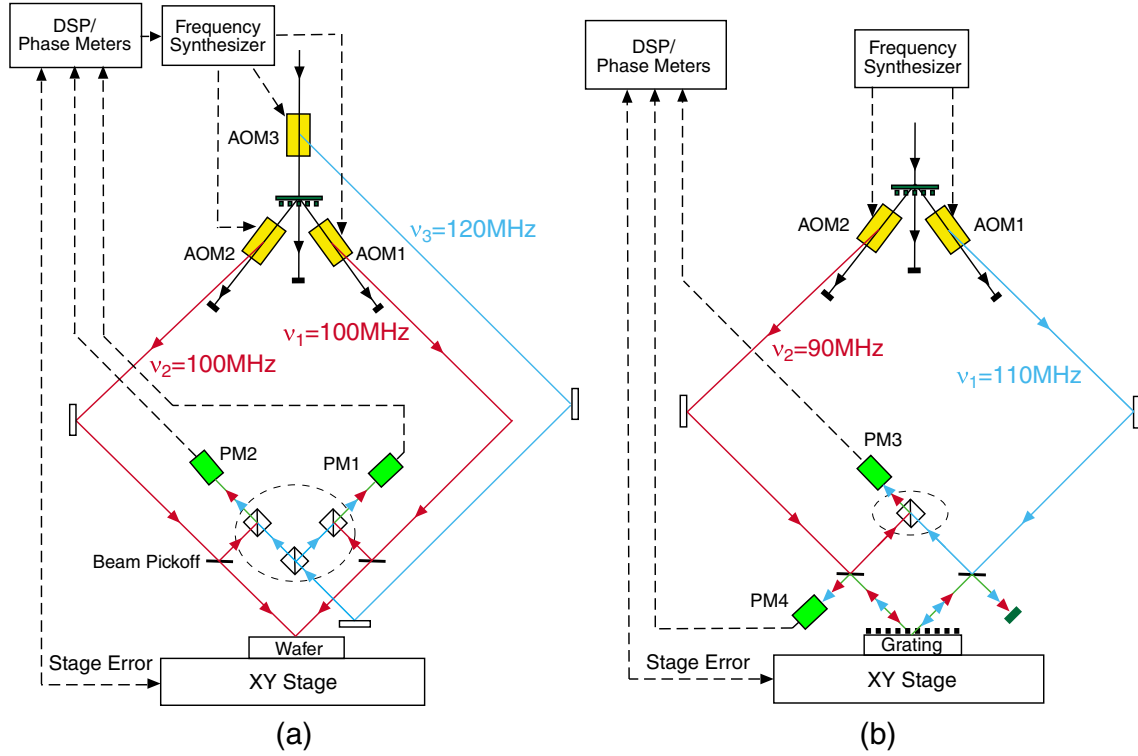 DSP/
Phase Meters
Frequency
Synthesizer
AOM3
AOM2
AOM1
ν3=120MHz
ν1=100MHz
ν2=100MHz
PM2
PM1
Beam Pickoff
Wafer
Stage Error
XY Stage
(a)
DSP/
Phase Meters
Frequency
Synthesizer
AOM2
AOM1
ν2=90MHz
ν1=110MHz
PM3
PM4
Grating
Stage Error
XY Stage
(b)